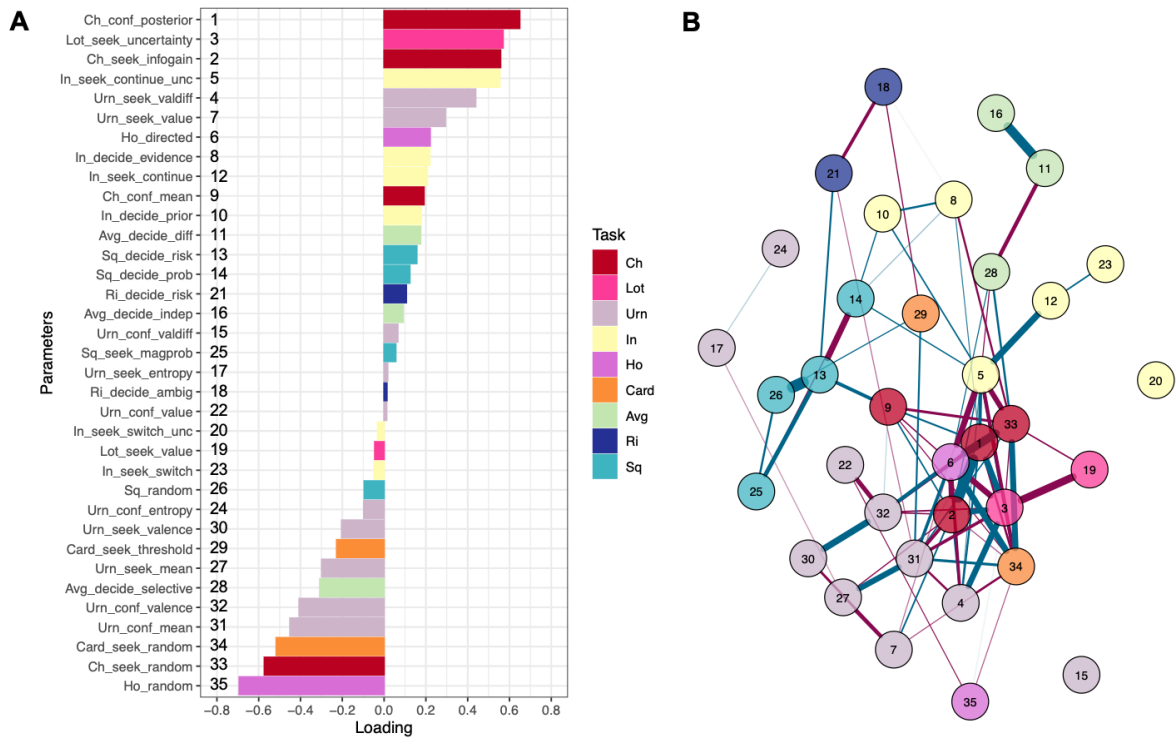 A
B
Ch_conf_posterior 1
Lot_seek_uncertainty 3
Ch_seek_infogain 2
In_seek_continue_unc 5
Urn_seek_valdiff 4
Urn_seek_value 7
Ho_directed 6
In_decide_evidence 8
In_seek_continue 12
Ch_conf_mean 9
In_decide_prior 10
Avg_decide_diff 11
Sq_decide_risk 13
Sq_decide_prob 14
Ri_decide_risk 21
Avg_decide_indep 16
Urn_conf_valdiff 15
Sq_seek_magprob 25
Urn_seek_entropy 17
Ri_decide_ambig 18
Urn_conf_value 22
In_seek_switch_unc 20
Lot_seek_value 19
In_seek_switch 23
Sq_random 26
Urn_conf_entropy 24
Urn_seek_valence 30
Card_seek_threshold 29
Urn_seek_mean 27
Avg_decide_selective 28
Urn_conf_valence 32
Urn_conf_mean 31
Card_seek_random 34
Ch_seek_random 33
Ho_random 35
Parameters
−0.8 −0.6 −0.4 −0.2 0.0 0.2 0.4 0.6 0.8
Loading
Task
Ch
Lot
Urn
In
Ho
Card
Avg
Ri
Sq
18
16
21
11
10
8
24
28
23
14
12
29
17
13
5
20
26
9
33
1
22
6
19
25
2
3
32
30
31
34
27
4
7
15
35